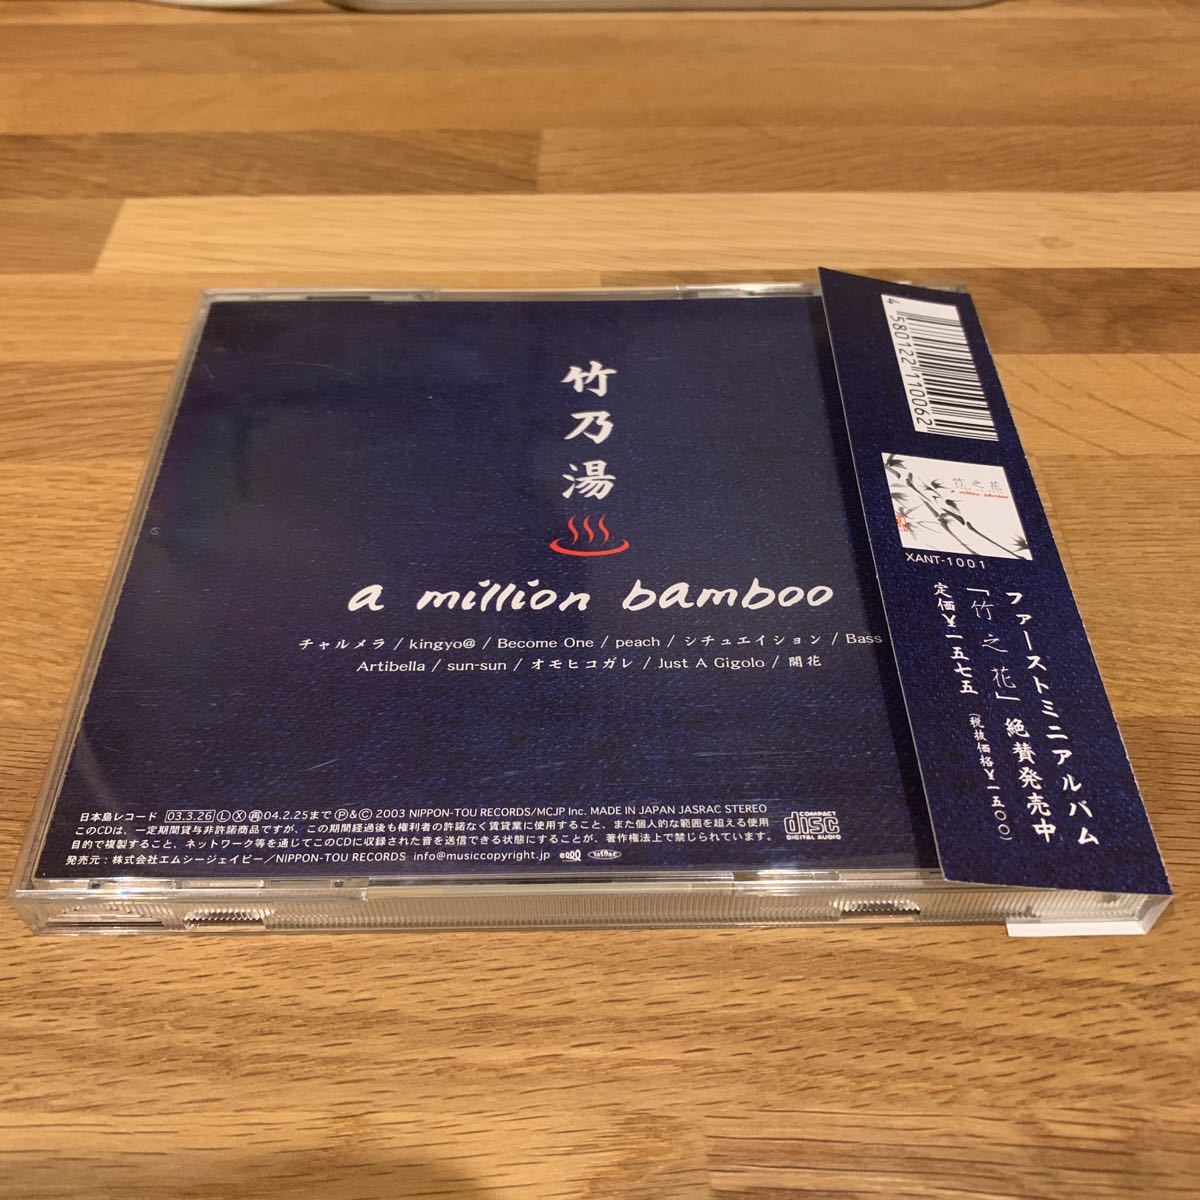 竹乃湯
a million bamboo
チャルメラ / kingyo@ / Become One / peach / シチュエイション / Bass
Artibella / sun-sun / オモヒコガレ / Just A Gigolo / 開花
日本島レコード 03.3.26 Ⓛ Ⓧ 再 04.2.25まで Ⓟ&Ⓒ 2003 NIPPON-TOU RECORDS/MCJP Inc. MADE IN JAPAN JASRAC STEREO
このCDは、一定期間貸与非許諾商品ですが、この期間経過後も権利者の許諾なく賃貸業に使用すること、また個人的な範囲を超える使用
目的で複製すること、ネットワーク等を通じてこのCDに収録された音を送信できる状態にすることが、著作権法上で禁じられています。
発売元：株式会社エムシージェイピー／NIPPON-TOU RECORDS info@musiccopyright.jp
COMPACT
disc
DIGITAL AUDIO
4 580122 110062
竹之花
a million bamboo
XANT-1001
ファーストミニアルバム
「竹之花」絶賛発売中
定価¥一五七五（税抜価格¥一五〇〇）